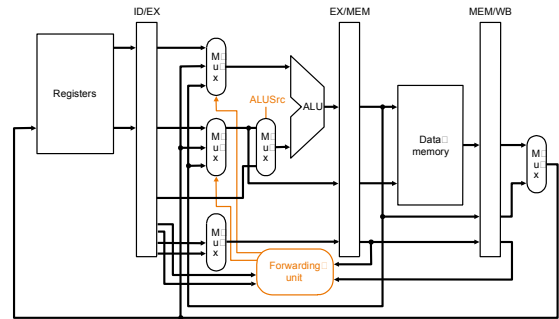 ID/EX
EX/MEM
MEM/WB
Registers
M
u
x
ALUSrc
ALU
M
u
x
M
u
x
Data
memory
M
u
x
M
u
x
Forwarding
unit